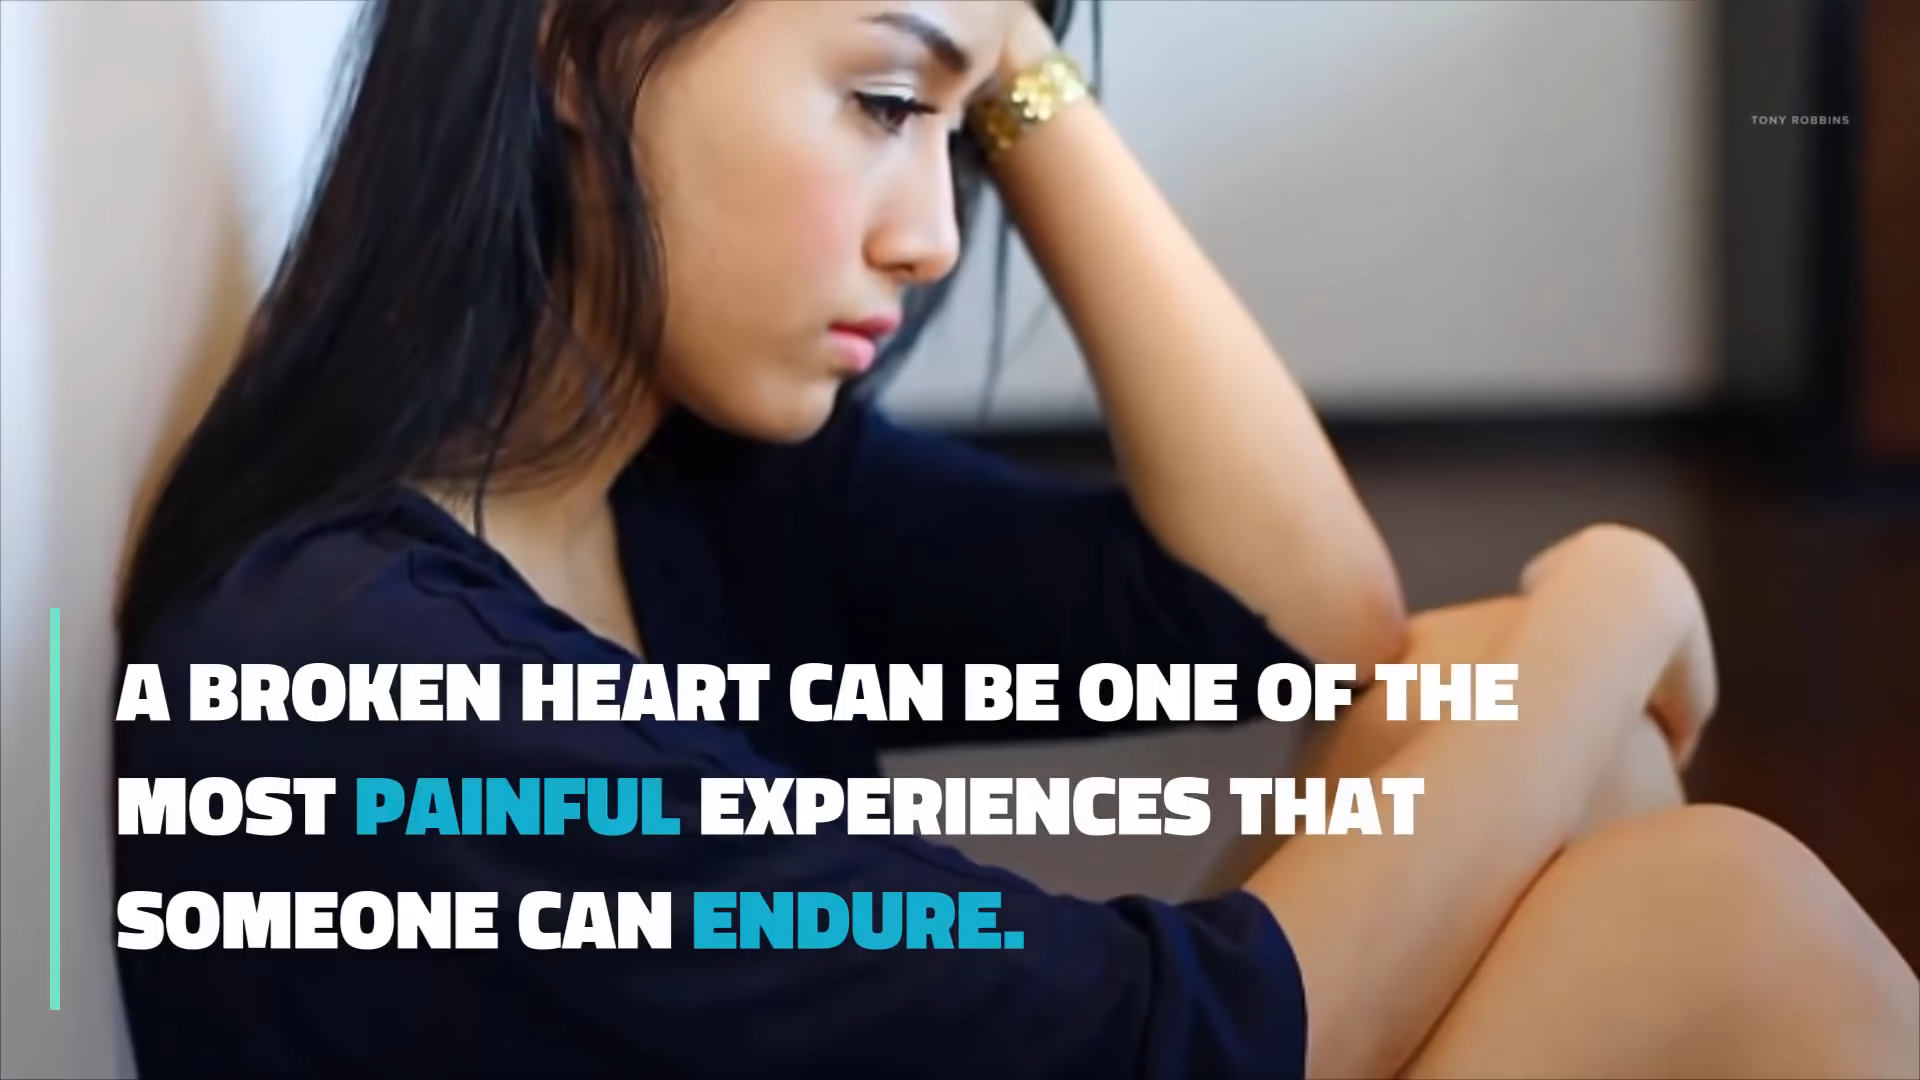 TONY ROBBINS
A BROKEN HEART CAN BE ONE OF THE
MOST PAINFUL EXPERIENCES THAT
SOMEONE CAN ENDURE.